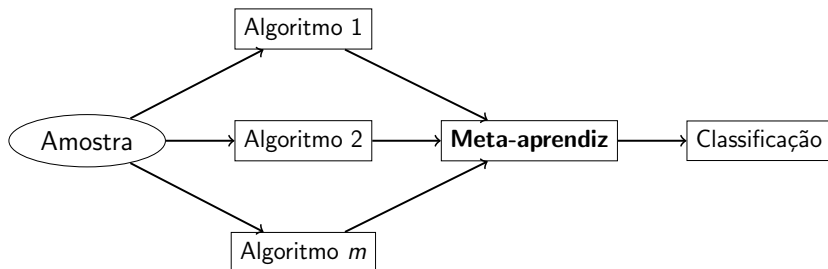 Algoritmo 1
Amostra
Algoritmo 2
Meta-aprendiz
Classificação
Algoritmo m